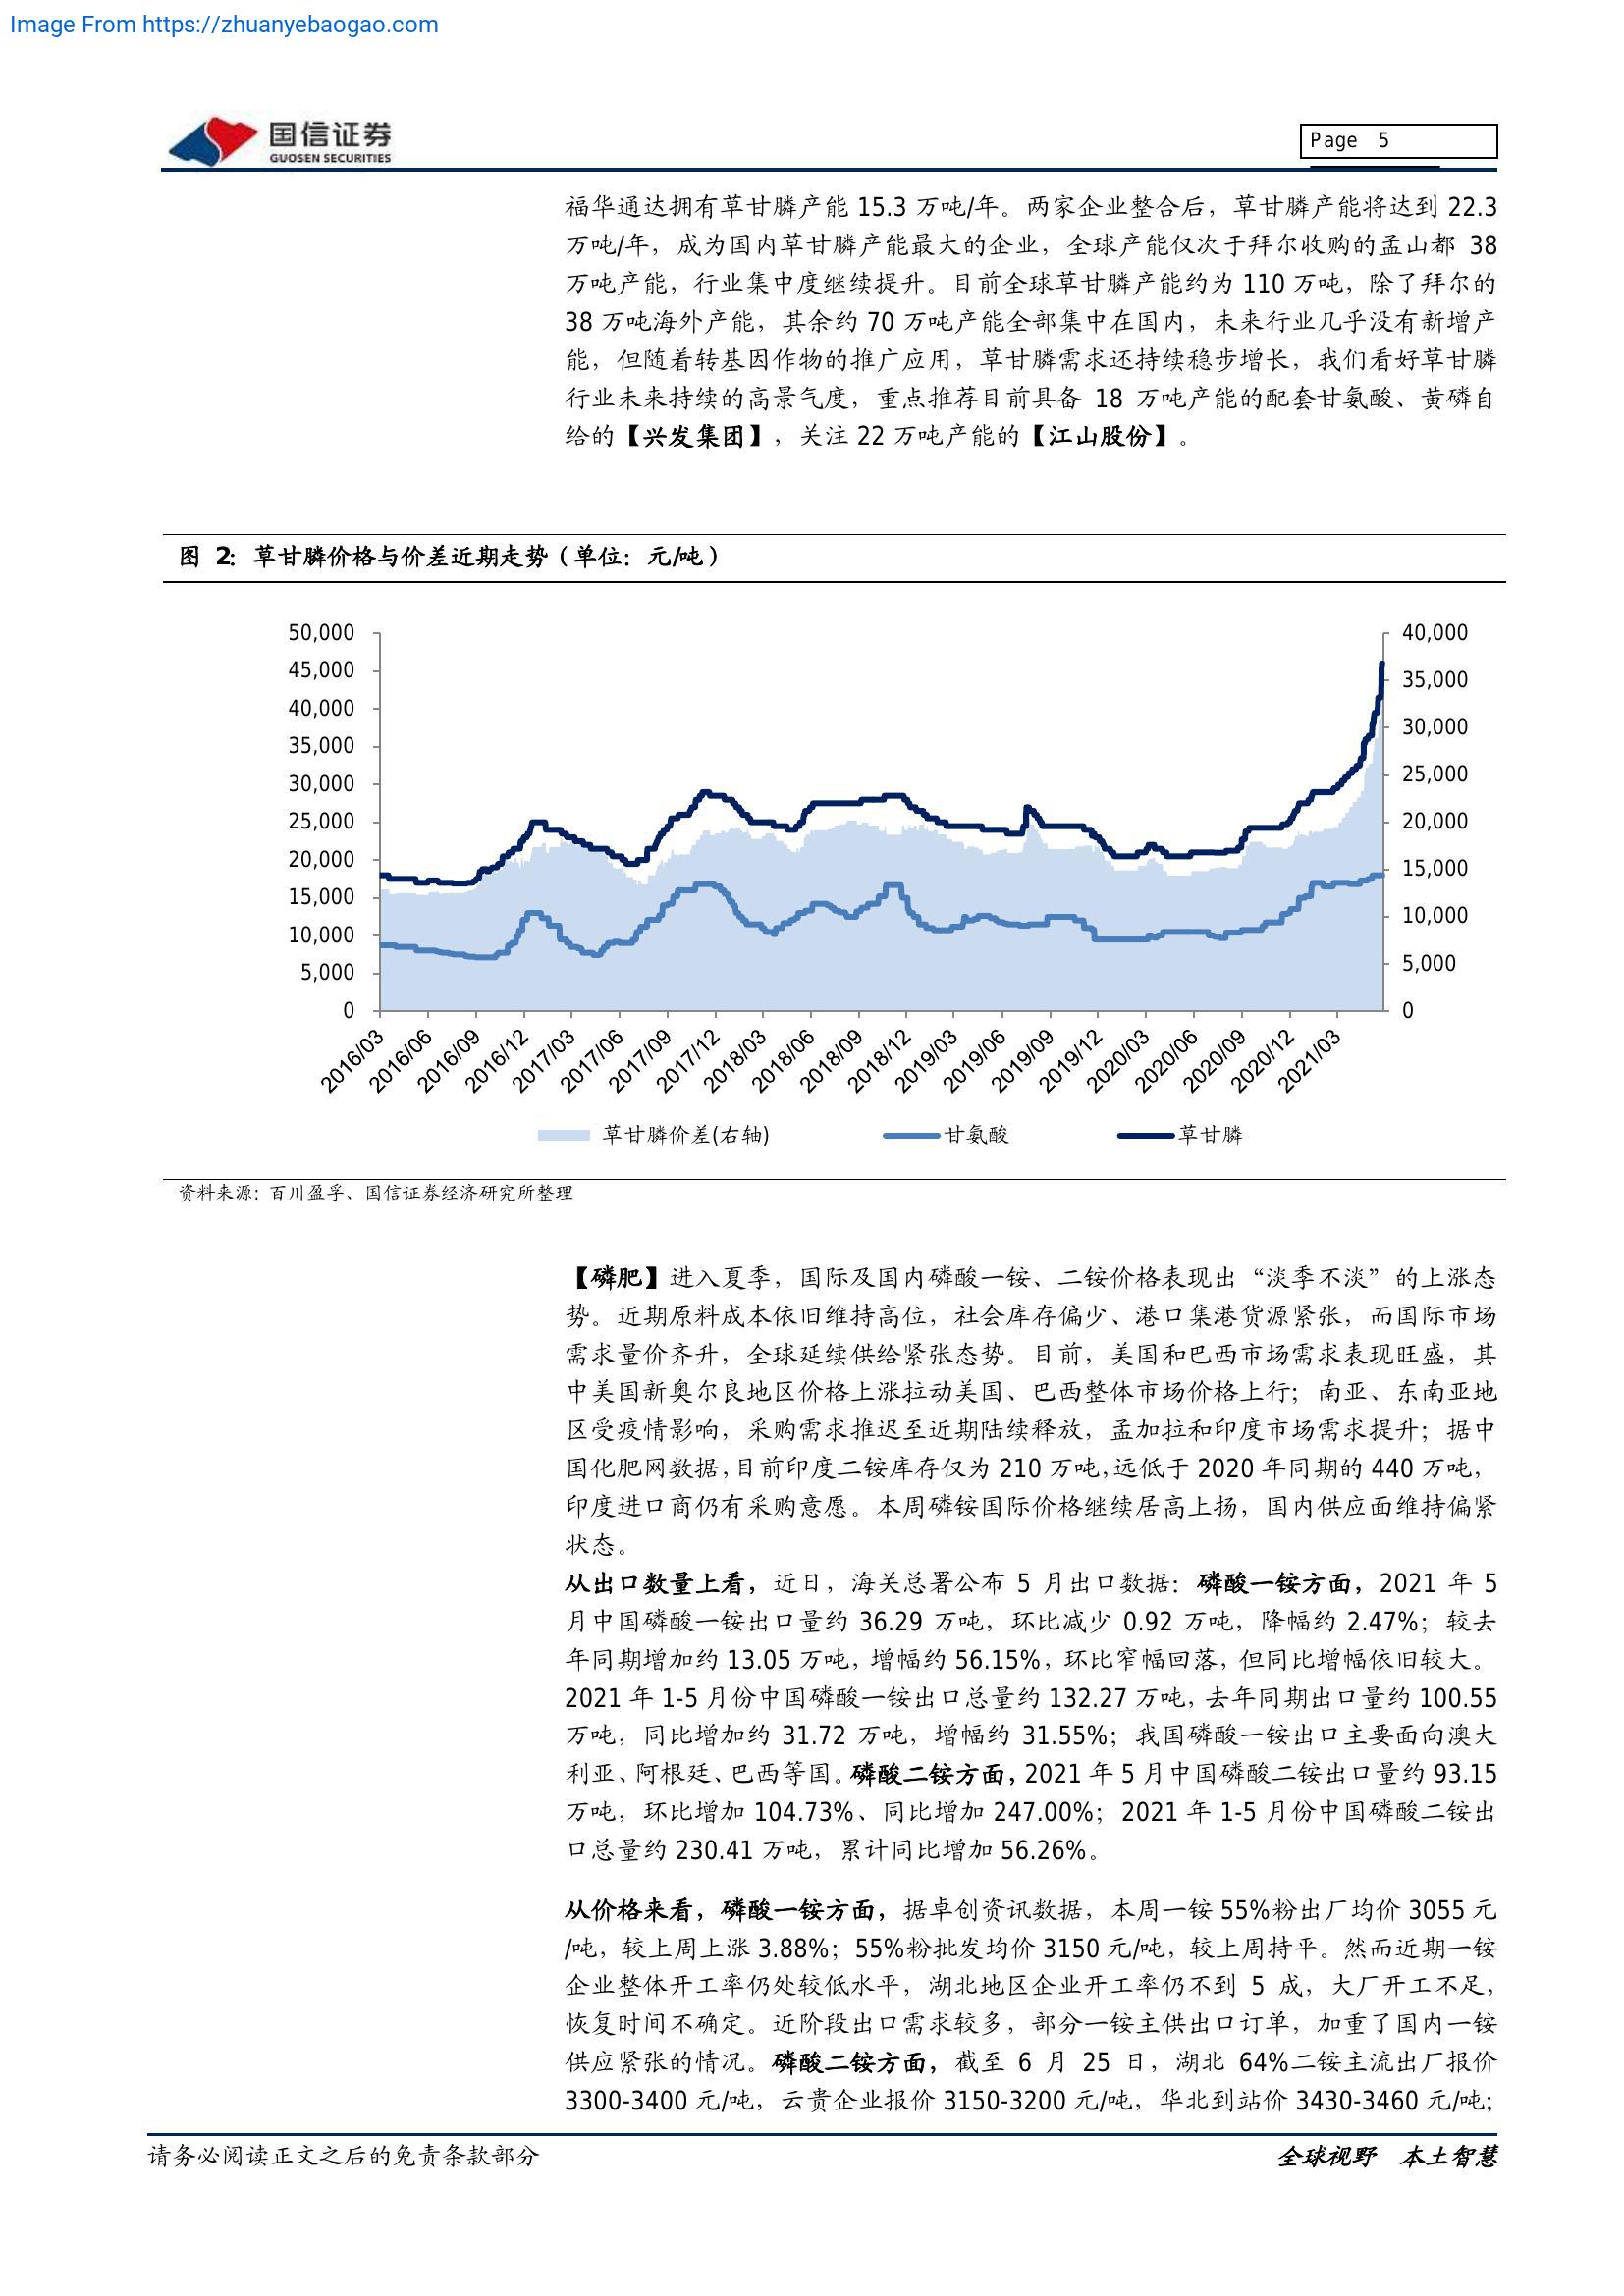 Image From https://zhuanyebaogao.com
国信证券
GUOSEN SECURITIES
Page 5
福华通达拥有草甘膦产能 15.3 万吨/年。两家企业整合后，草甘膦产能将达到 22.3
万吨/年，成为国内草甘膦产能最大的企业，全球产能仅次于拜尔收购的孟山都 38
万吨产能，行业集中度继续提升。目前全球草甘膦产能约为 110 万吨，除了拜尔的
38 万吨海外产能，其余约 70 万吨产能全部集中在国内，未来行业几乎没有新增产
能，但随着转基因作物的推广应用，草甘膦需求还持续稳步增长，我们看好草甘膦
行业未来持续的高景气度，重点推荐目前具备 18 万吨产能的配套甘氨酸、黄磷自
给的【兴发集团】，关注 22 万吨产能的【江山股份】。
图 2：草甘膦价格与价差近期走势（单位：元/吨）
50,000
45,000
40,000
35,000
30,000
25,000
20,000
15,000
10,000
5,000
0
40,000
35,000
30,000
25,000
20,000
15,000
10,000
5,000
0
2016/03
2016/06
2016/09
2016/12
2017/03
2017/06
2017/09
2017/12
2018/03
2018/06
2018/09
2018/12
2019/03
2019/06
2019/09
2019/12
2020/03
2020/06
2020/09
2020/12
2021/03
草甘膦价差(右轴) 甘氨酸 草甘膦
资料来源：百川盈孚、国信证券经济研究所整理
【磷肥】进入夏季，国际及国内磷酸一铵、二铵价格表现出“淡季不淡”的上涨态
势。近期原料成本依旧维持高位，社会库存偏少、港口集港货源紧张，而国际市场
需求量价齐升，全球延续供给紧张态势。目前，美国和巴西市场需求表现旺盛，其
中美国新奥尔良地区价格上涨拉动美国、巴西整体市场价格上行；南亚、东南亚地
区受疫情影响，采购需求推迟至近期陆续释放，孟加拉和印度市场需求提升；据中
国化肥网数据，目前印度二铵库存仅为 210 万吨，远低于 2020 年同期的 440 万吨，
印度进口商仍有采购意愿。本周磷铵国际价格继续居高上扬，国内供应面维持偏紧
状态。
从出口数量上看，近日，海关总署公布 5 月出口数据：磷酸一铵方面，2021 年 5
月中国磷酸一铵出口量约 36.29 万吨，环比减少 0.92 万吨，降幅约 2.47%；较去
年同期增加约 13.05 万吨，增幅约 56.15%，环比窄幅回落，但同比增幅依旧较大。
2021 年 1-5 月份中国磷酸一铵出口总量约 132.27 万吨，去年同期出口量约 100.55
万吨，同比增加约 31.72 万吨，增幅约 31.55%；我国磷酸一铵出口主要面向澳大
利亚、阿根廷、巴西等国。磷酸二铵方面，2021 年 5 月中国磷酸二铵出口量约 93.15
万吨，环比增加 104.73%、同比增加 247.00%；2021 年 1-5 月份中国磷酸二铵出
口总量约 230.41 万吨，累计同比增加 56.26%。
从价格来看，磷酸一铵方面，据卓创资讯数据，本周一铵 55%粉出厂均价 3055 元
/吨，较上周上涨 3.88%；55%粉批发均价 3150 元/吨，较上周持平。然而近期一铵
企业整体开工率仍处较低水平，湖北地区企业开工率仍不到 5 成，大厂开工不足，
恢复时间不确定。近阶段出口需求较多，部分一铵主供出口订单，加重了国内一铵
供应紧张的情况。磷酸二铵方面，截至 6 月 25 日，湖北 64%二铵主流出厂报价
3300-3400 元/吨，云贵企业报价 3150-3200 元/吨，华北到站价 3430-3460 元/吨；
请务必阅读正文之后的免责条款部分
全球视野 本土智慧